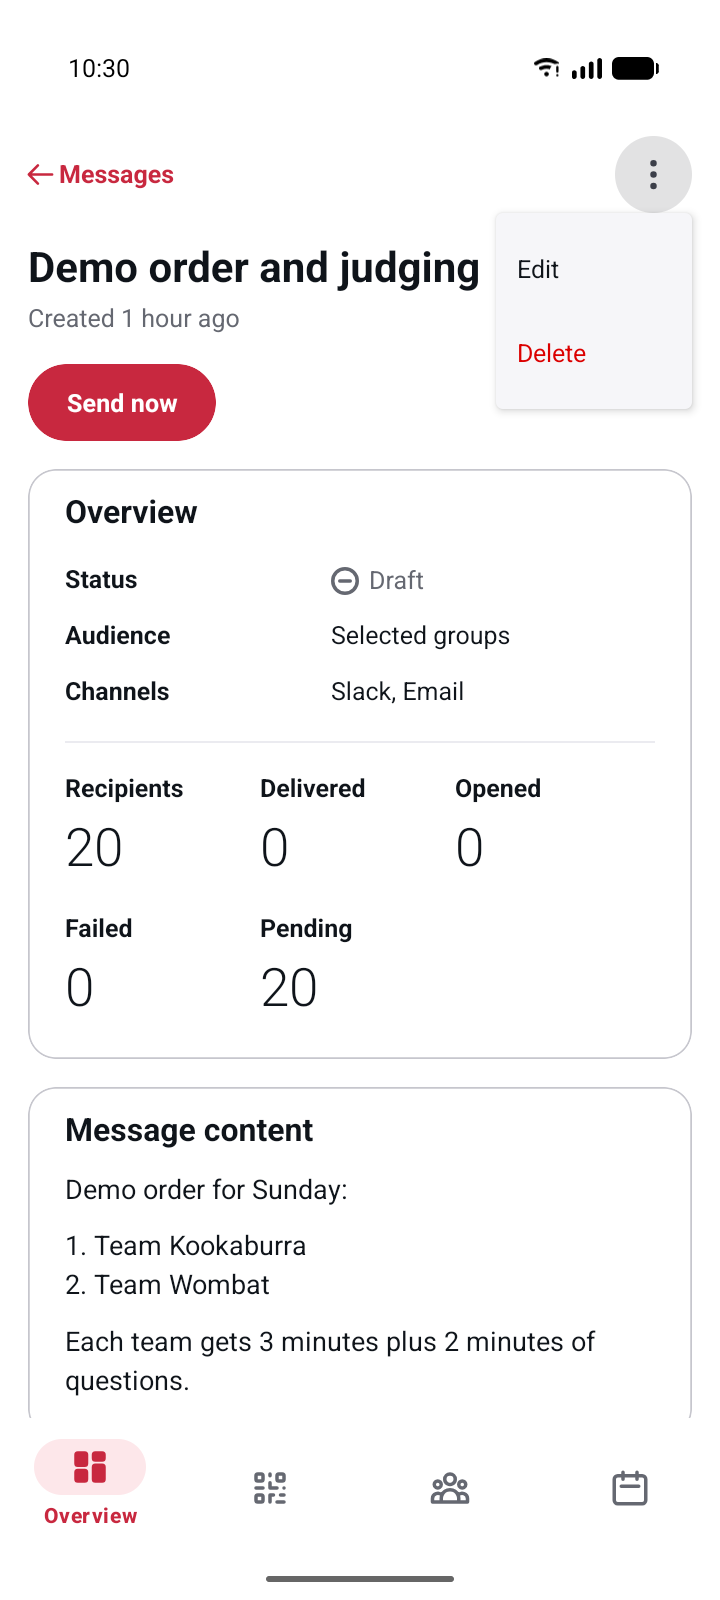 10:30
Messages
Edit
Delete
Demo order and judging
Created 1 hour ago
Send now
Overview
Status Draft
Audience Selected groups
Channels Slack, Email
Recipients Delivered Opened
20 0 0
Failed Pending
0 20
Message content
Demo order for Sunday:
1. Team Kookaburra
2. Team Wombat
Each team gets 3 minutes plus 2 minutes of
questions.
Overview